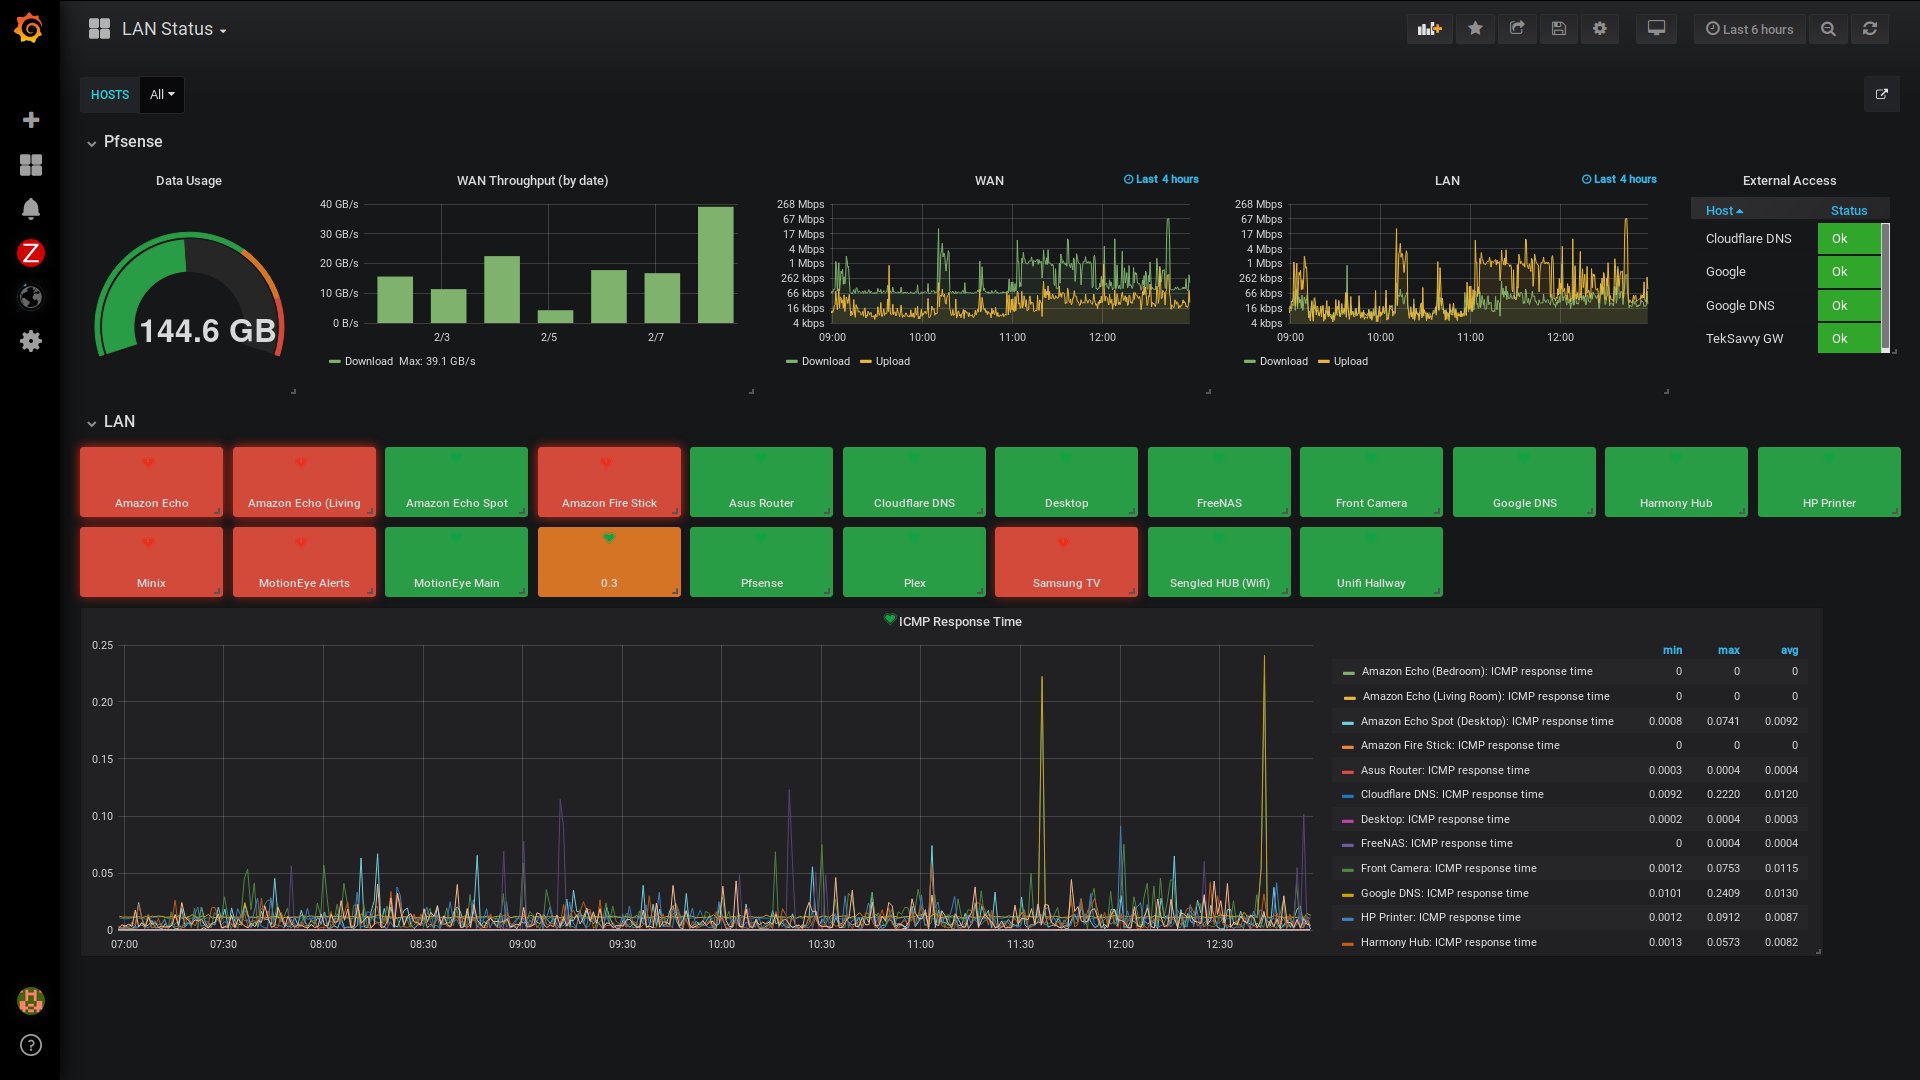 LAN Status
Last 6 hours
HOSTS All
Pfsense
Data Usage
144.6 GB
WAN Throughput (by date)
40 GB/s
30 GB/s
20 GB/s
10 GB/s
0 B/s
2/3 2/5 2/7
Download Max: 39.1 GB/s
WAN
Last 4 hours
268 Mbps
67 Mbps
17 Mbps
4 Mbps
1 Mbps
262 kbps
66 kbps
16 kbps
4 kbps
09:00 10:00 11:00 12:00
Download Upload
LAN
Last 4 hours
268 Mbps
67 Mbps
17 Mbps
4 Mbps
1 Mbps
262 kbps
66 kbps
16 kbps
4 kbps
09:00 10:00 11:00 12:00
Download Upload
External Access
Host Status
Cloudflare DNS Ok
Google Ok
Google DNS Ok
TekSavvy GW Ok
Z
LAN
Amazon Echo Amazon Echo (Living Amazon Echo Spot Amazon Fire Stick Asus Router Cloudflare DNS Desktop FreeNAS Front Camera Google DNS Harmony Hub HP Printer
Minix MotionEye Alerts MotionEye Main 0.3 Pfsense Plex Samsung TV Sengled HUB (Wifi) Unifi Hallway
ICMP Response Time
0.25
0.20
0.15
0.10
0.05
0
07:00 07:30 08:00 08:30 09:00 09:30 10:00 10:30 11:00 11:30 12:00 12:30
min max avg
Amazon Echo (Bedroom): ICMP response time 0 0 0
Amazon Echo (Living Room): ICMP response time 0 0 0
Amazon Echo Spot (Desktop): ICMP response time 0.0008 0.0741 0.0092
Amazon Fire Stick: ICMP response time 0 0 0
Asus Router: ICMP response time 0.0003 0.0004 0.0004
Cloudflare DNS: ICMP response time 0.0092 0.2220 0.0120
Desktop: ICMP response time 0.0002 0.0004 0.0003
FreeNAS: ICMP response time 0 0.0004 0.0004
Front Camera: ICMP response time 0.0012 0.0753 0.0115
Google DNS: ICMP response time 0.0101 0.2409 0.0130
HP Printer: ICMP response time 0.0012 0.0912 0.0087
Harmony Hub: ICMP response time 0.0013 0.0573 0.0082